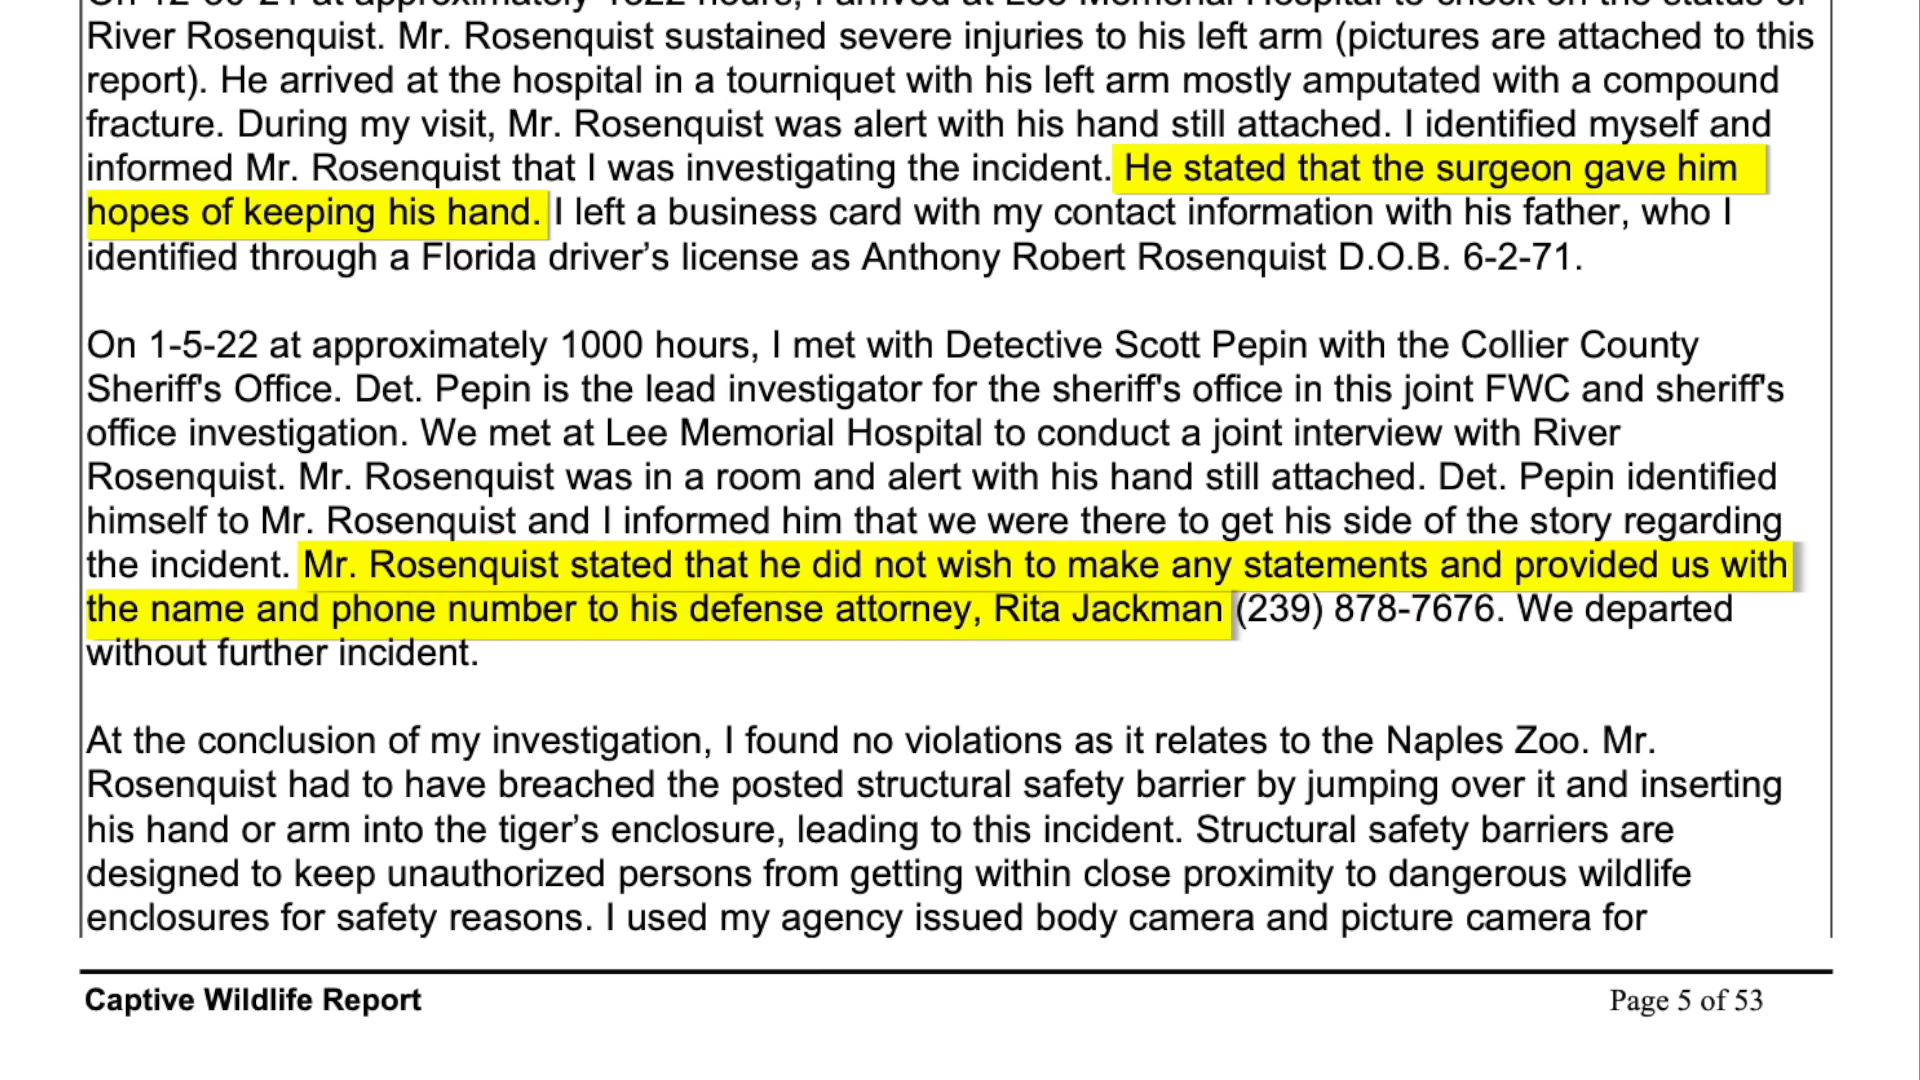 River Rosenquist. Mr. Rosenquist sustained severe injuries to his left arm (pictures are attached to this
report). He arrived at the hospital in a tourniquet with his left arm mostly amputated with a compound
fracture. During my visit, Mr. Rosenquist was alert with his hand still attached. I identified myself and
informed Mr. Rosenquist that I was investigating the incident. He stated that the surgeon gave him
hopes of keeping his hand. I left a business card with my contact information with his father, who I
identified through a Florida driver’s license as Anthony Robert Rosenquist D.O.B. 6-2-71.
On 1-5-22 at approximately 1000 hours, I met with Detective Scott Pepin with the Collier County
Sheriff's Office. Det. Pepin is the lead investigator for the sheriff's office in this joint FWC and sheriff's
office investigation. We met at Lee Memorial Hospital to conduct a joint interview with River
Rosenquist. Mr. Rosenquist was in a room and alert with his hand still attached. Det. Pepin identified
himself to Mr. Rosenquist and I informed him that we were there to get his side of the story regarding
the incident. Mr. Rosenquist stated that he did not wish to make any statements and provided us with
the name and phone number to his defense attorney, Rita Jackman (239) 878-7676. We departed
without further incident.
At the conclusion of my investigation, I found no violations as it relates to the Naples Zoo. Mr.
Rosenquist had to have breached the posted structural safety barrier by jumping over it and inserting
his hand or arm into the tiger’s enclosure, leading to this incident. Structural safety barriers are
designed to keep unauthorized persons from getting within close proximity to dangerous wildlife
enclosures for safety reasons. I used my agency issued body camera and picture camera for
Captive Wildlife Report
Page 5 of 53